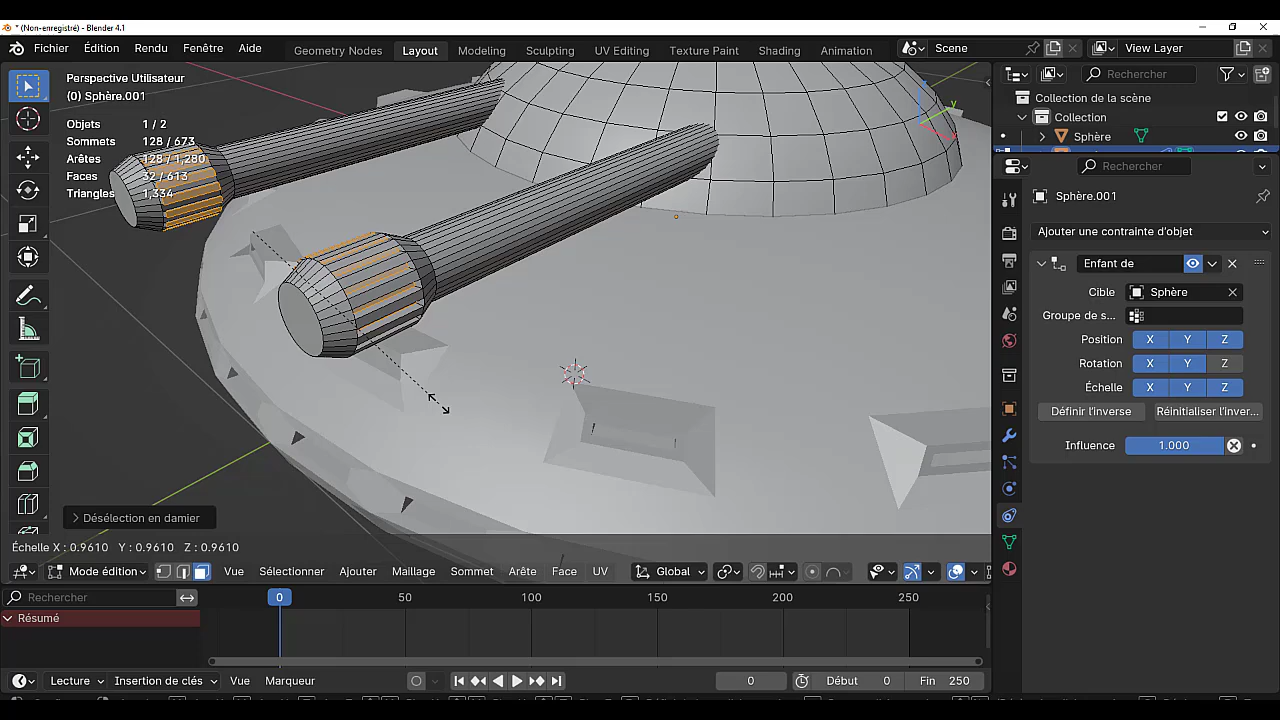 * (Non-enregistré) - Blender 4.1
Fichier Édition Rendu Fenêtre Aide Geometry Nodes Layout Modeling Sculpting UV Editing Texture Paint Shading Animation Scene View Layer
Perspective Utilisateur
(0) Sphère.001
Objets 1 / 2
Sommets 128 / 673
Arêtes 128 / 1,280
Faces 32 / 613
Triangles 1,334
y
Désélection en damier
Échelle X : 0.9610 Y : 0.9610 Z : 0.9610
Mode édition Vue Sélectionner Ajouter Maillage Sommet Arête Face UV Global
Rechercher
Collection de la scène
Collection
Sphère
Rechercher
Sphère.001
Ajouter une contrainte d'objet
Enfant de
Cible Sphère
Groupe de s...
Position X Y Z
Rotation X Y Z
Échelle X Y Z
Définir l'inverse Réinitialiser l'inver...
Influence 1.000
Rechercher 0 50 100 150 200 250
Résumé
Lecture Insertion de clés Vue Marqueur 0 Début 0 Fin 250